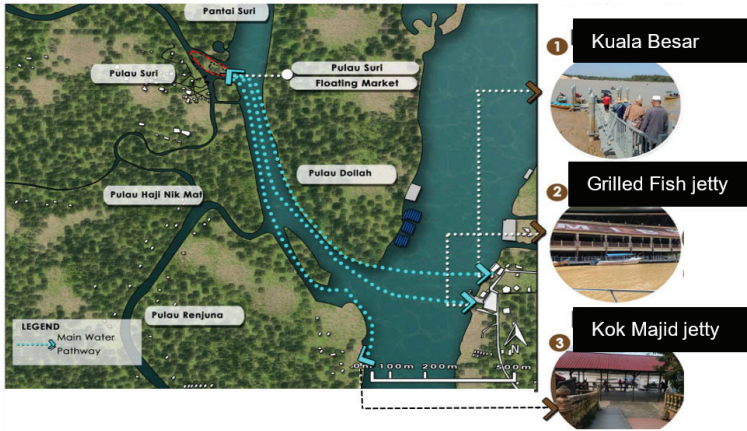 Pantai Suri
Pulau Suri
Pulau Suri
Floating Market
Pulau Dollah
Pulau Haji Nik Mat
Pulau Renjuna
LEGEND
Main Water
Pathway
N
0m 100m 200m 500m
1 Kuala Besar
2 Grilled Fish jetty
3 Kok Majid jetty